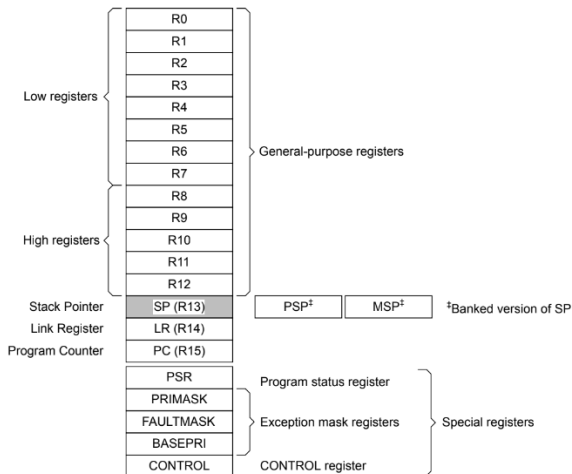 R0
R1
R2
R3
Low registers
R4
R5
General-purpose registers
R6
R7
R8
R9
High registers
R10
R11
R12
Stack Pointer SP (R13) PSP‡ MSP‡ ‡Banked version of SP
Link Register LR (R14)
Program Counter PC (R15)
PSR Program status register
PRIMASK
FAULTMASK Exception mask registers Special registers
BASEPRI
CONTROL CONTROL register